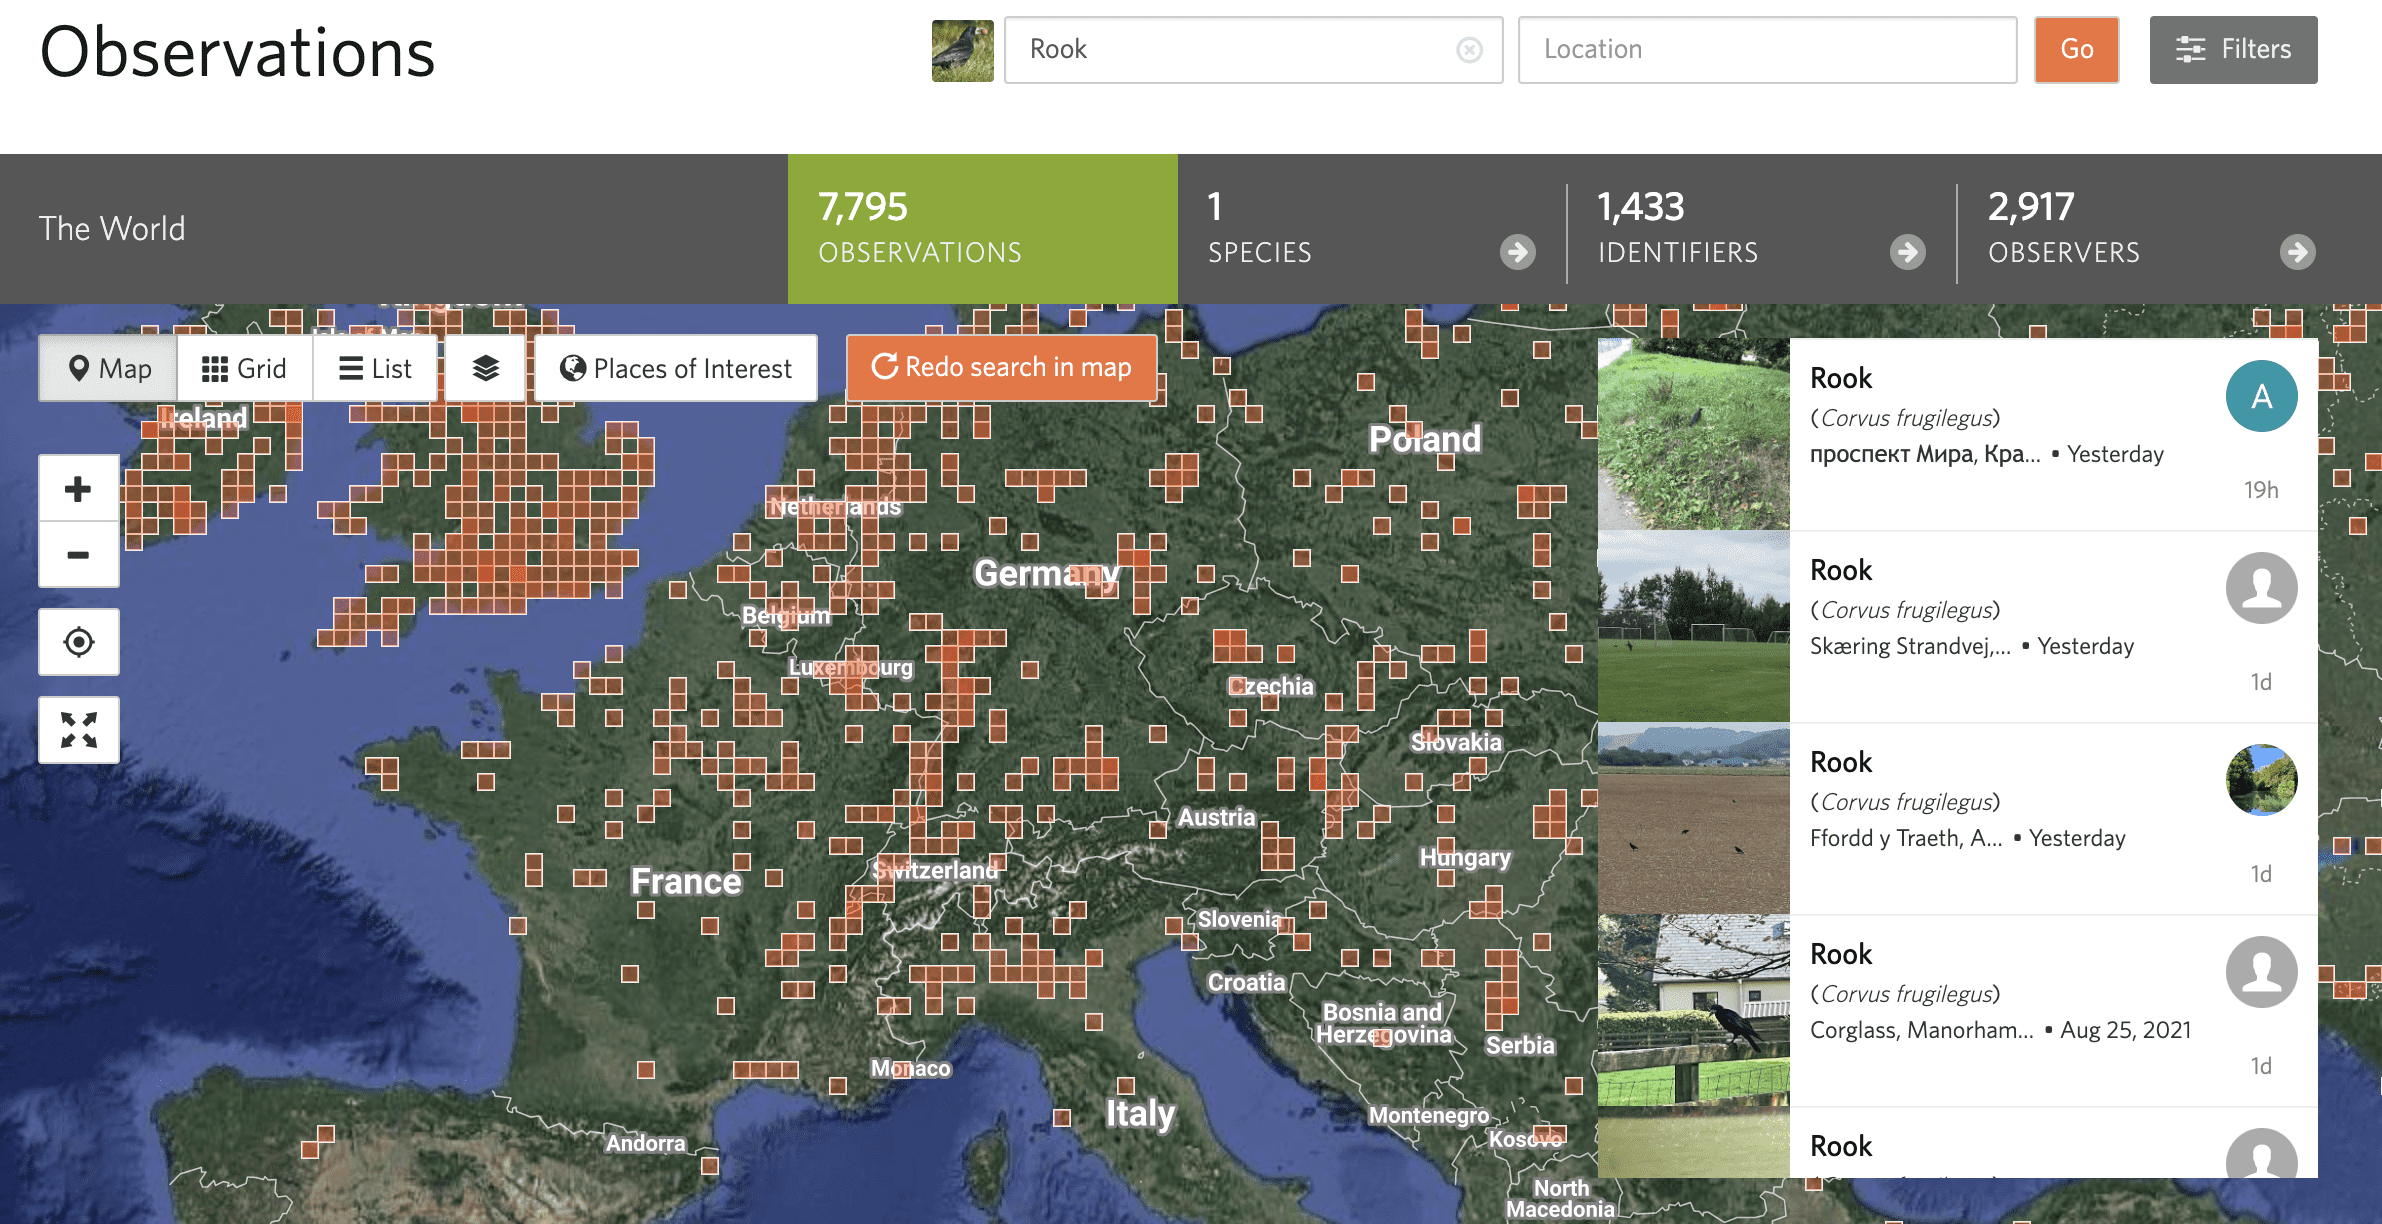 Observations
Rook
Location
Go
Filters
The World
7,795
OBSERVATIONS
1
SPECIES
1,433
IDENTIFIERS
2,917
OBSERVERS
Map
Grid
List
Places of Interest
Redo search in map
Ireland
Netherlands
Belgium
Luxembourg
Germany
Poland
Czechia
Slovakia
Austria
Hungary
France
Switzerland
Slovenia
Croatia
Bosnia and
Herzegovina
Serbia
Monaco
Italy
Montenegro
Kosovo
Andorra
North
Macedonia
Rook
(Corvus frugilegus)
проспект Мира, Кра... • Yesterday
A
19h
Rook
(Corvus frugilegus)
Skæring Strandvej,... • Yesterday
1d
Rook
(Corvus frugilegus)
Ffordd y Traeth, A... • Yesterday
1d
Rook
(Corvus frugilegus)
Corglass, Manorham... • Aug 25, 2021
1d
Rook